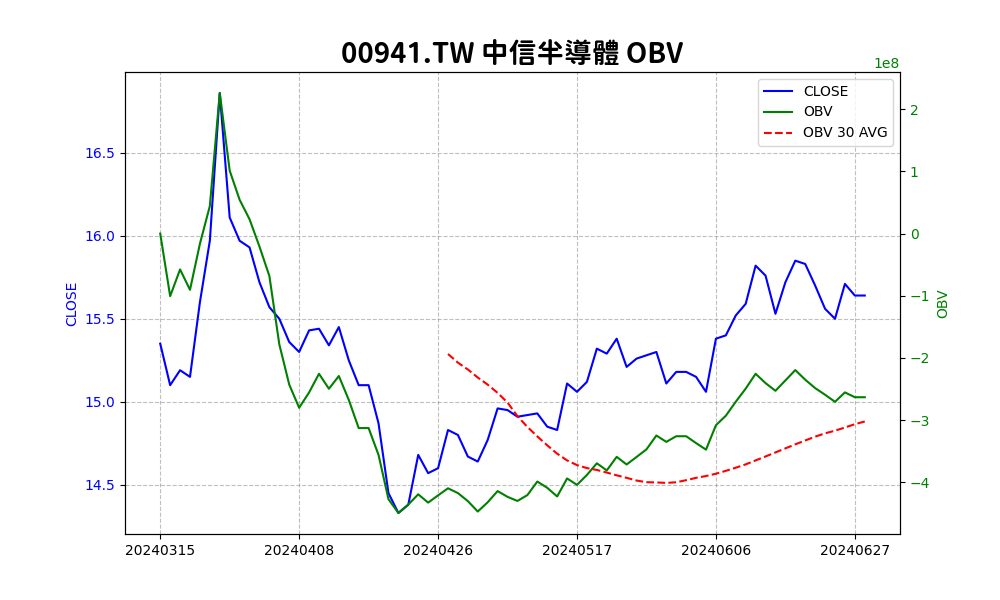 00941.TW 中信半導體 OBV
1e8
CLOSE
OBV
OBV 30 AVG
16.5
16.0
15.5
15.0
14.5
CLOSE
2
1
0
−1
−2
−3
−4
OBV
20240315 20240408 20240426 20240517 20240606 20240627